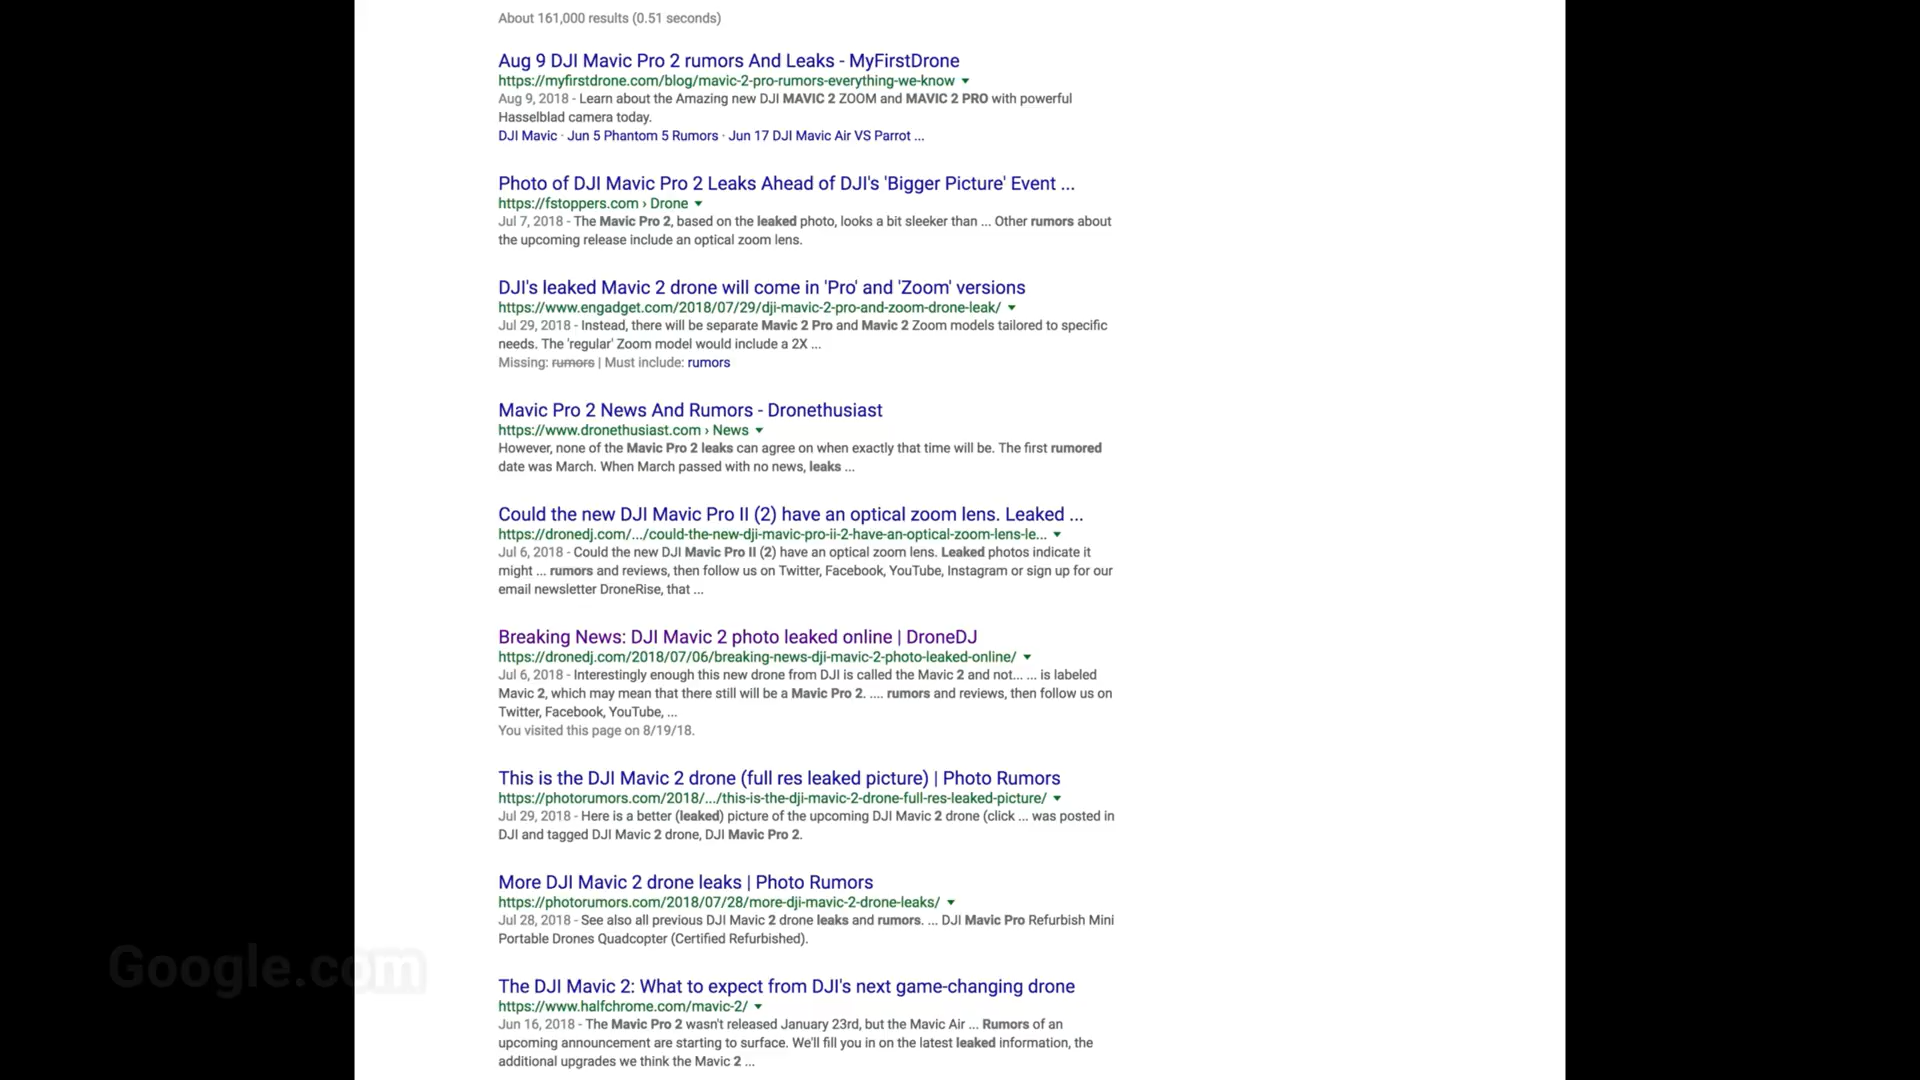 About 161,000 results (0.51 seconds)
Aug 9 DJI Mavic Pro 2 rumors And Leaks - MyFirstDrone
https://myfirstdrone.com/blog/mavic-2-pro-rumors-everything-we-know
Aug 9, 2018 - Learn about the Amazing new DJI MAVIC 2 ZOOM and MAVIC 2 PRO with powerful
Hasselblad camera today.
DJI Mavic · Jun 5 Phantom 5 Rumors · Jun 17 DJI Mavic Air VS Parrot ...
Photo of DJI Mavic Pro 2 Leaks Ahead of DJI's 'Bigger Picture' Event ...
https://fstoppers.com › Drone
Jul 7, 2018 - The Mavic Pro 2, based on the leaked photo, looks a bit sleeker than ... Other rumors about
the upcoming release include an optical zoom lens.
DJI's leaked Mavic 2 drone will come in 'Pro' and 'Zoom' versions
https://www.engadget.com/2018/07/29/dji-mavic-2-pro-and-zoom-drone-leak/
Jul 29, 2018 - Instead, there will be separate Mavic 2 Pro and Mavic 2 Zoom models tailored to specific
needs. The 'regular' Zoom model would include a 2X ...
Missing: rumors | Must include: rumors
Mavic Pro 2 News And Rumors - Dronethusiast
https://www.dronethusiast.com › News
However, none of the Mavic Pro 2 leaks can agree on when exactly that time will be. The first rumored
date was March. When March passed with no news, leaks ...
Could the new DJI Mavic Pro II (2) have an optical zoom lens. Leaked ...
https://dronedj.com/.../could-the-new-dji-mavic-pro-ii-2-have-an-optical-zoom-lens-le...
Jul 6, 2018 - Could the new DJI Mavic Pro II (2) have an optical zoom lens. Leaked photos indicate it
might ... rumors and reviews, then follow us on Twitter, Facebook, YouTube, Instagram or sign up for our
email newsletter DroneRise, that ...
Breaking News: DJI Mavic 2 photo leaked online | DroneDJ
https://dronedj.com/2018/07/06/breaking-news-dji-mavic-2-photo-leaked-online/
Jul 6, 2018 - Interestingly enough this new drone from DJI is called the Mavic 2 and not... ... is labeled
Mavic 2, which may mean that there still will be a Mavic Pro 2. .... rumors and reviews, then follow us on
Twitter, Facebook, YouTube, ...
You visited this page on 8/19/18.
This is the DJI Mavic 2 drone (full res leaked picture) | Photo Rumors
https://photorumors.com/2018/.../this-is-the-dji-mavic-2-drone-full-res-leaked-picture/
Jul 29, 2018 - Here is a better (leaked) picture of the upcoming DJI Mavic 2 drone (click ... was posted in
DJI and tagged DJI Mavic 2 drone, DJI Mavic Pro 2.
More DJI Mavic 2 drone leaks | Photo Rumors
https://photorumors.com/2018/07/28/more-dji-mavic-2-drone-leaks/
Jul 28, 2018 - See also all previous DJI Mavic 2 drone leaks and rumors. ... DJI Mavic Pro Refurbish Mini
Portable Drones Quadcopter (Certified Refurbished).
Google.com
The DJI Mavic 2: What to expect from DJI's next game-changing drone
https://www.halfchrome.com/mavic-2/
Jun 16, 2018 - The Mavic Pro 2 wasn't released January 23rd, but the Mavic Air ... Rumors of an
upcoming announcement are starting to surface. We'll fill you in on the latest leaked information, the
additional upgrades we think the Mavic 2 ...